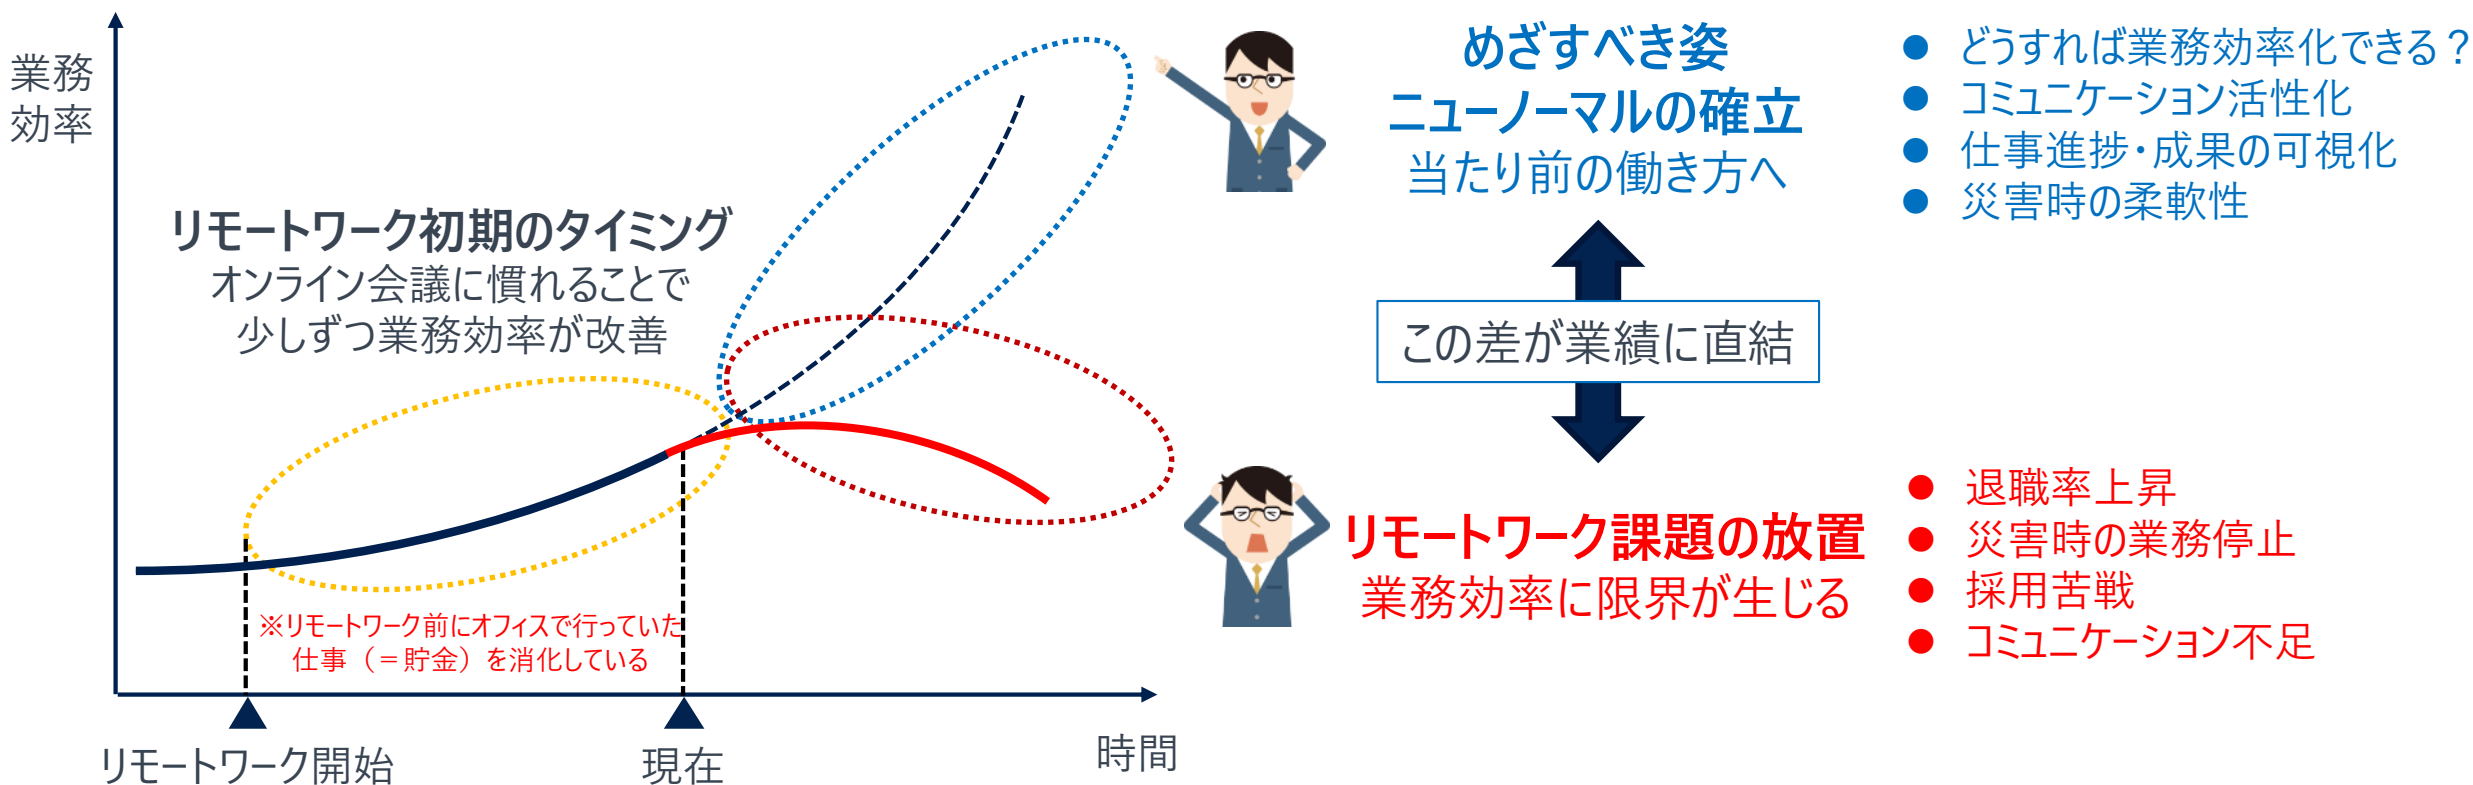 業務
効率
リモートワーク初期のタイミング
オンライン会議に慣れることで
少しずつ業務効率が改善
※リモートワーク前にオフィスで行っていた
仕事（＝貯金）を消化している
リモートワーク開始
現在
時間
めざすべき姿
ニューノーマルの確立
当たり前の働き方へ
● どうすれば業務効率化できる？
● コミュニケーション活性化
● 仕事進捗・成果の可視化
● 災害時の柔軟性
この差が業績に直結
リモートワーク課題の放置
業務効率に限界が生じる
● 退職率上昇
● 災害時の業務停止
● 採用苦戦
● コミュニケーション不足